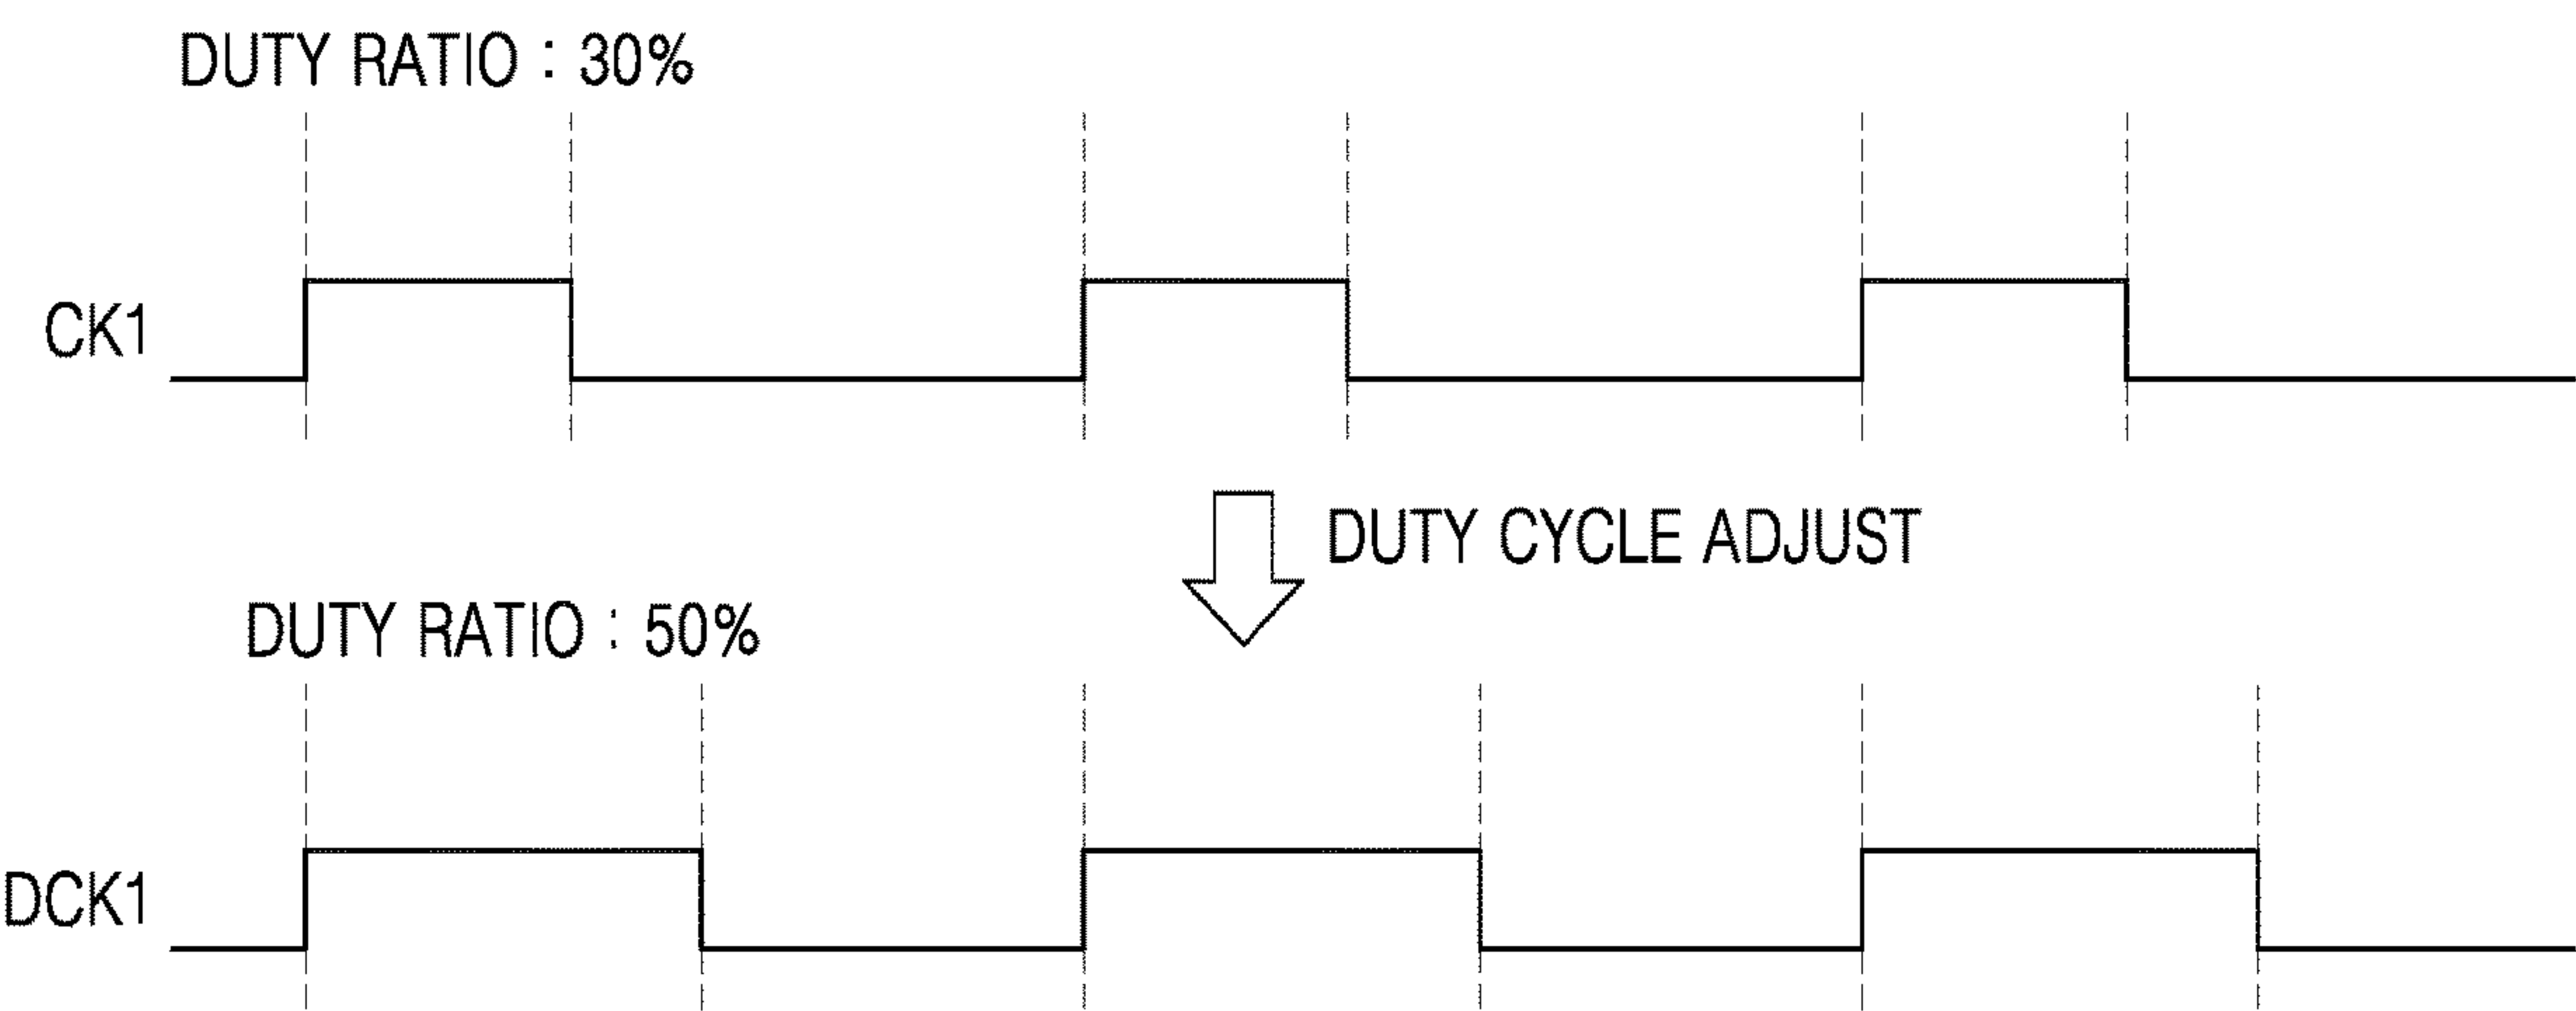 DUTY RATIO : 30%
CK1
DUTY CYCLE ADJUST
DUTY RATIO : 50%
DCK1